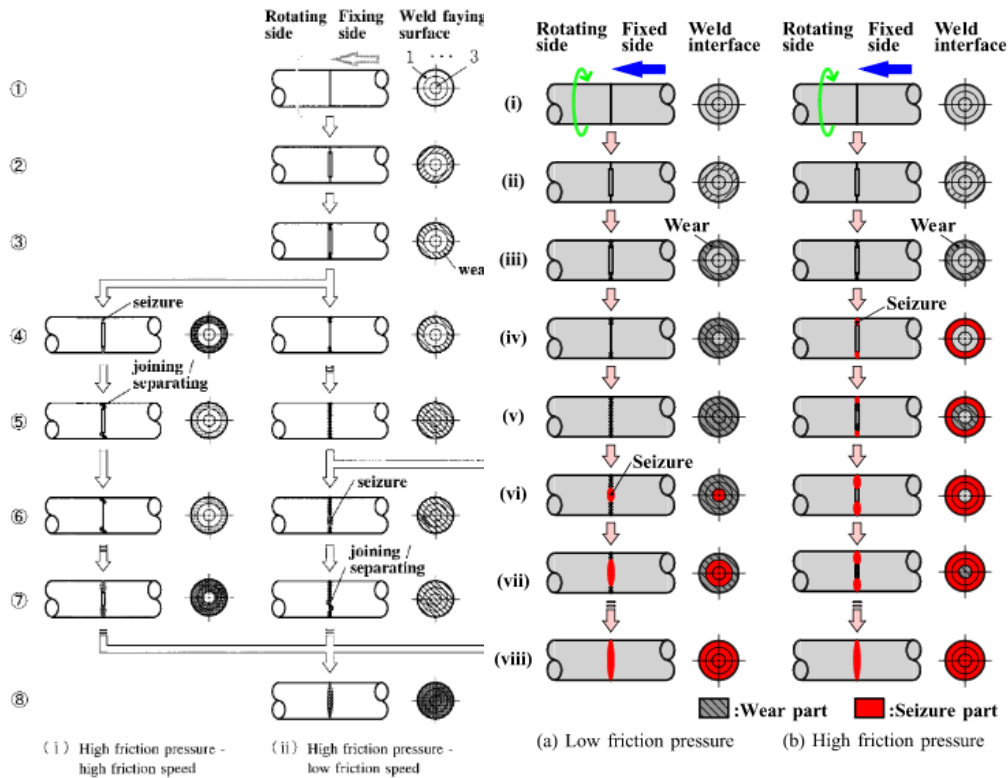 Rotating side
Fixing side
Weld faying surface
1 ··· 3
①
②
③
wea
④
seizure
joining / separating
⑤
⑥
seizure
joining / separating
⑦
⑧
(i) High friction pressure - high friction speed
(ii) High friction pressure - low friction speed
Rotating side
Fixed side
Weld interface
Rotating side
Fixed side
Weld interface
(i)
(ii)
Wear
Wear
(iii)
Seizure
(iv)
(v)
Seizure
(vi)
(vii)
(viii)
:Wear part
:Seizure part
(a) Low friction pressure
(b) High friction pressure